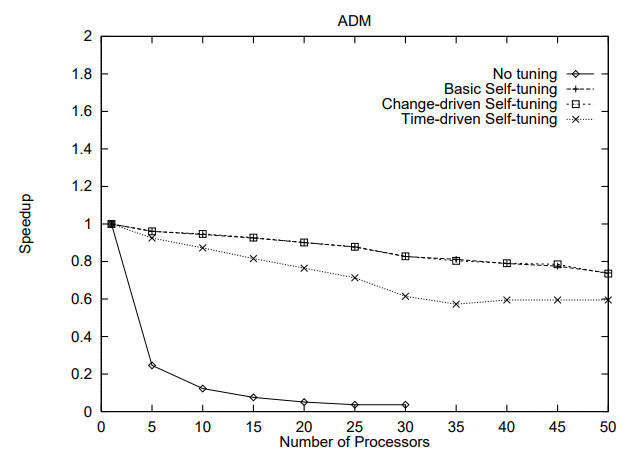 ADM
2
1.8
1.6
1.4
1.2
1
0.8
0.6
0.4
0.2
0
Speedup
No tuning
Basic Self-tuning
Change-driven Self-tuning
Time-driven Self-tuning
0 5 10 15 20 25 30 35 40 45 50
Number of Processors